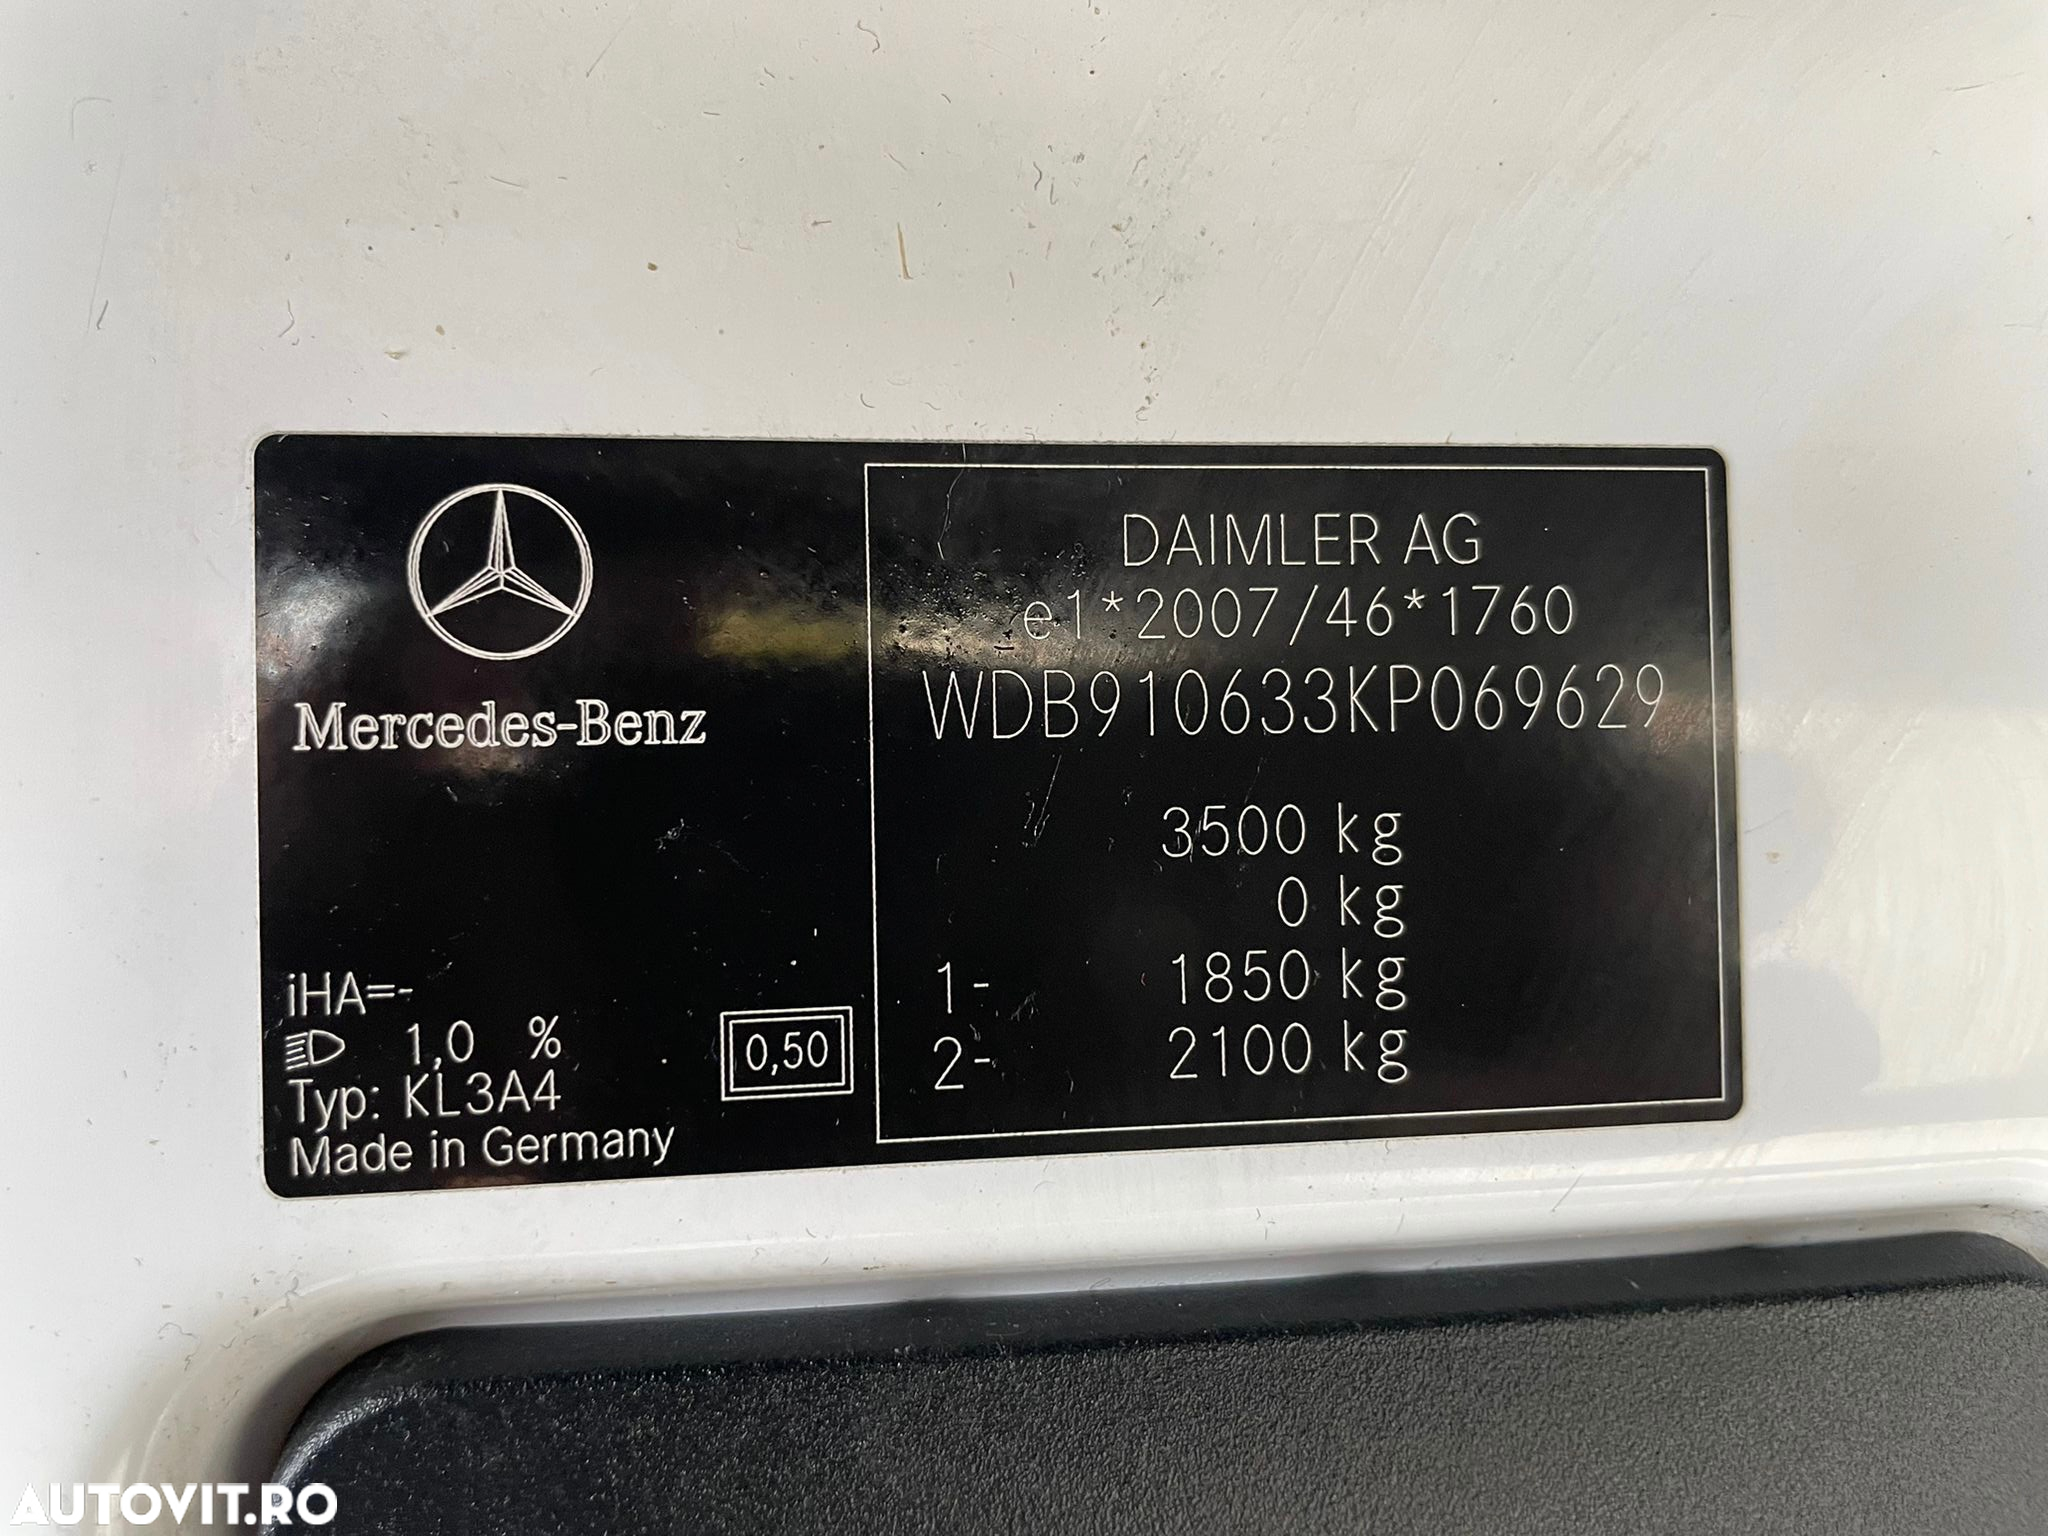 Mercedes-Benz
iHA=-
1,0 %
Typ: KL3A4
Made in Germany
0,50
DAIMLER AG
e1*2007/46*1760
WDB910633KP069629
3500 kg
0 kg
1- 1850 kg
2- 2100 kg
AUTOVIT.RO